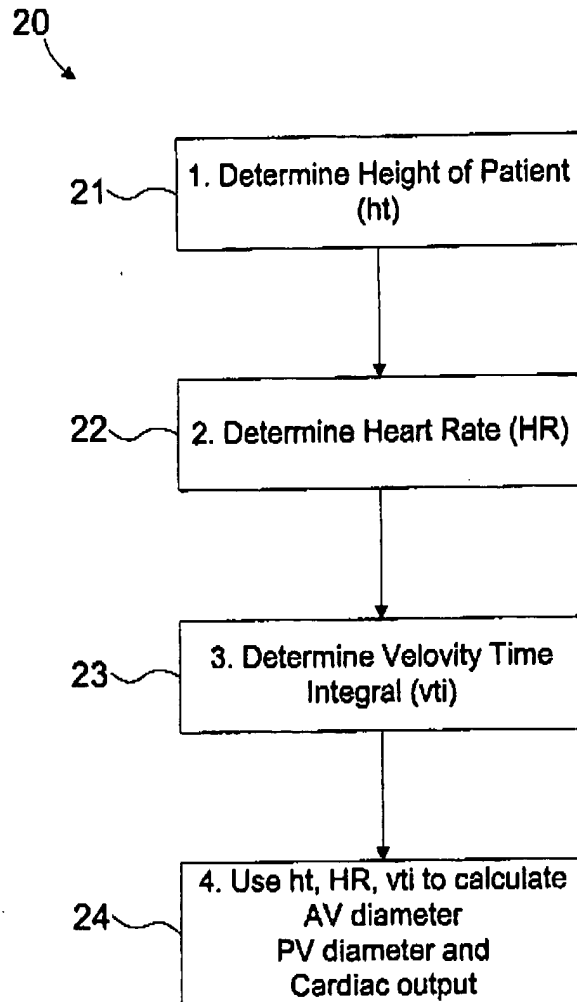 20
21
1. Determine Height of Patient
(ht)
22
2. Determine Heart Rate (HR)
23
3. Determine Velovity Time
Integral (vti)
24
4. Use ht, HR, vti to calculate
AV diameter
PV diameter and
Cardiac output